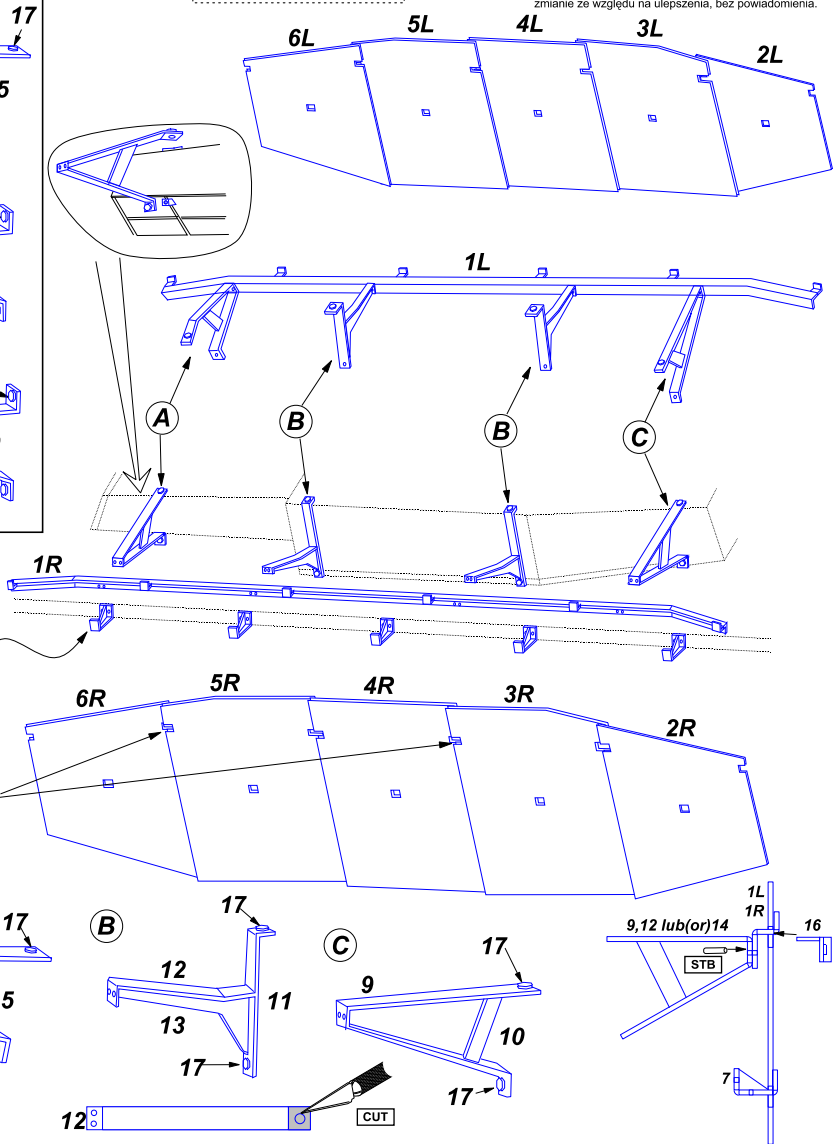 zmianie ze względu na ulepszenia, bez powiadomienia.
17
6L 5L 4L 3L 2L
5
1L
A B B C
1R
6R 5R 4R 3R 2R
17
5
B
17
12
11
13
17
12
CUT
C
17
9
10
17
1L
1R
9,12 lub(or)14
16
STB
7